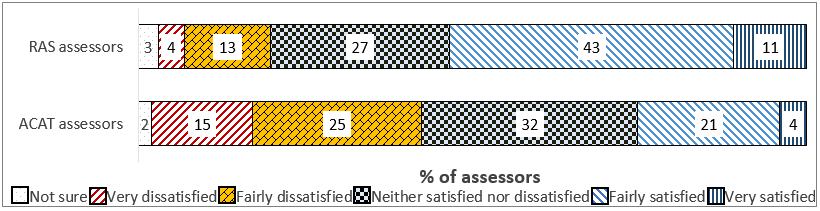 RAS assessors 3 4 13 27 43 11
ACAT assessors 2 15 25 32 21 4
% of assessors
Not sure Very dissatisfied Fairly dissatisfied Neither satisfied nor dissatisfied Fairly satisfied Very satisfied